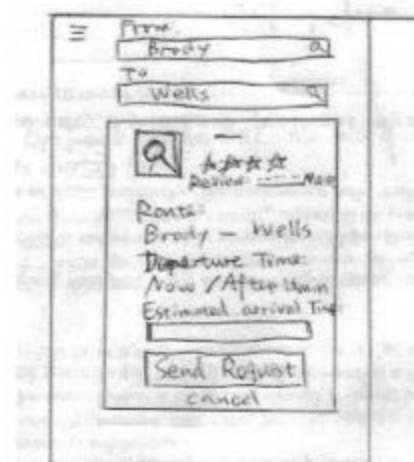 From
Brody
To
Wells
Review More
Route:
Brody - Wells
Departure Time:
Now / After 10min
Estimated arrival Time
Send Request
cancel